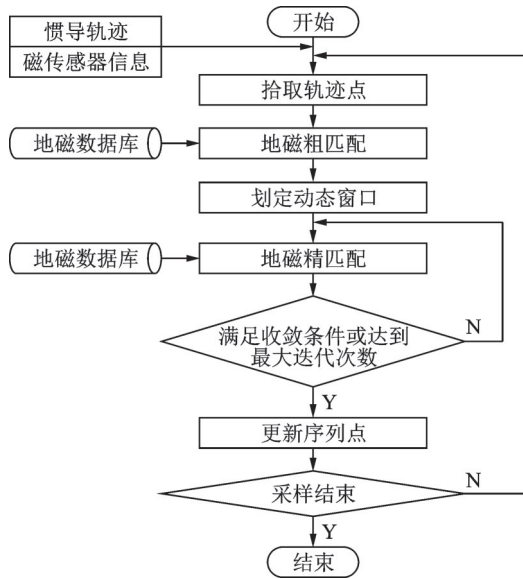 开始
惯导轨迹
磁传感器信息
拾取轨迹点
地磁数据库
地磁粗匹配
划定动态窗口
地磁数据库
地磁精匹配
满足收敛条件或达到
最大迭代次数
N
Y
更新序列点
采样结束
N
Y
结束